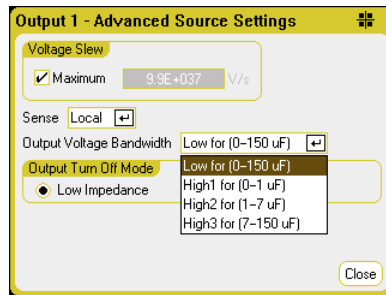 Output 1 - Advanced Source Settings
Voltage Slew
Maximum 9.9E+037 V/s
Sense Local
Output Voltage Bandwidth Low for (0-150 uF)
Output Turn Off Mode Low for (0-150 uF)
Low Impedance High1 for (0-1 uF)
High2 for (1-7 uF)
High3 for (7-150 uF)
Close